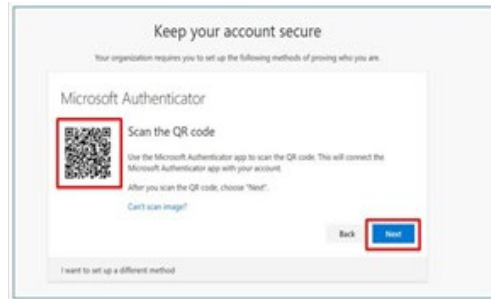 Keep your account secure
Your organization requires you to set up the following methods of proving who you are.
Microsoft Authenticator
Scan the QR code
Use the Microsoft Authenticator app to scan the QR code. This will connect the
Microsoft Authenticator app with your account.
After you scan the QR code, choose "Next".
Can't scan image?
Back Next
I want to set up a different method